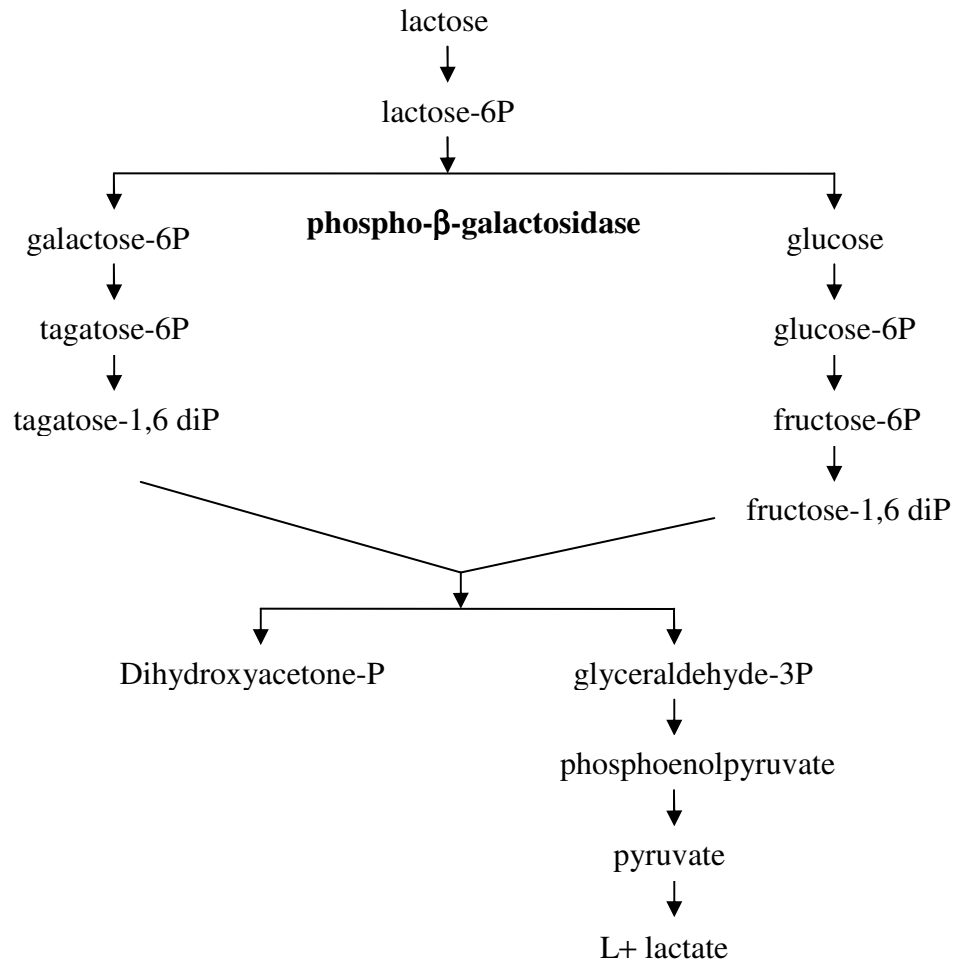 lactose
lactose-6P
phospho-β-galactosidase
galactose-6P
glucose
tagatose-6P
glucose-6P
tagatose-1,6 diP
fructose-6P
fructose-1,6 diP
Dihydroxyacetone-P
glyceraldehyde-3P
phosphoenolpyruvate
pyruvate
L+ lactate